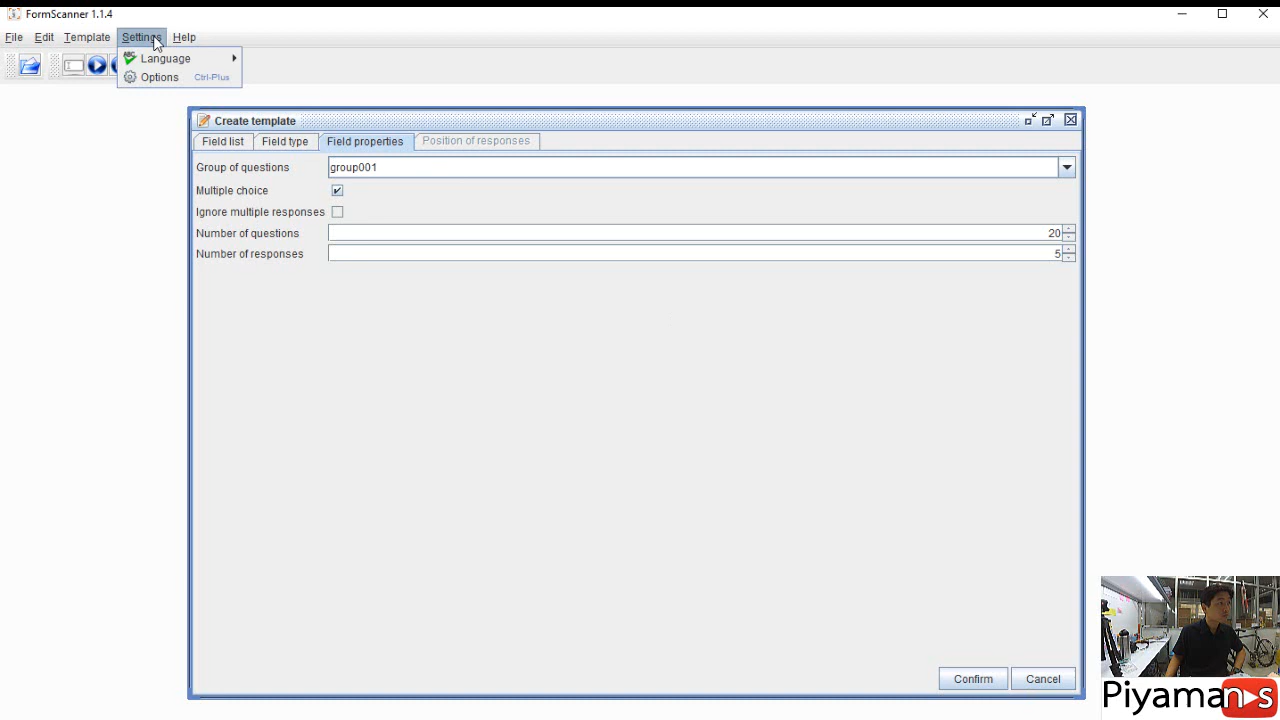 FormScanner 1.1.4
File Edit Template Settings Help
Language
Options Ctrl-Plus
Create template
Field list Field type Field properties Position of responses
Group of questions group001
Multiple choice
Ignore multiple responses
Number of questions 20
Number of responses 5
Confirm Cancel
Piyamanas